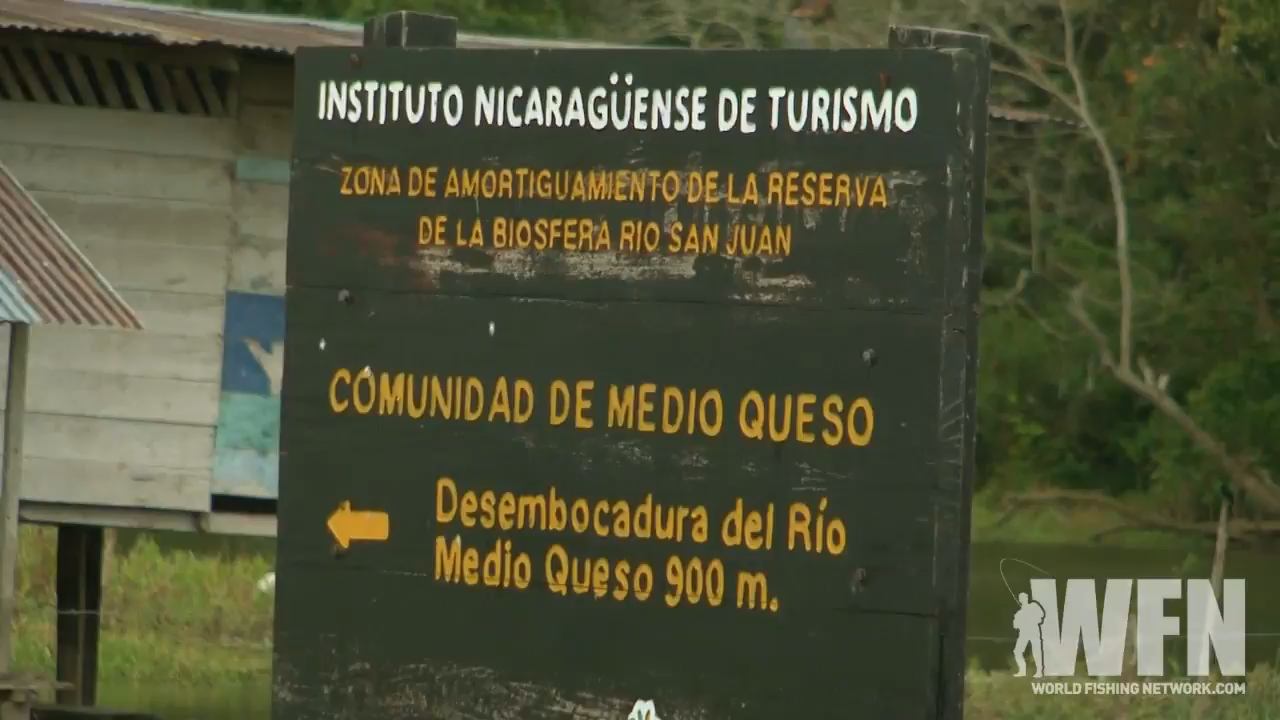 INSTITUTO NICARAGÜENSE DE TURISMO
ZONA DE AMORTIGUAMIENTO DE LA RESERVA
DE LA BIOSFERA RIO SAN JUAN
COMUNIDAD DE MEDIO QUESO
Desembocadura del Río
Medio Queso 900 m.
WFN
WORLD FISHING NETWORK.COM